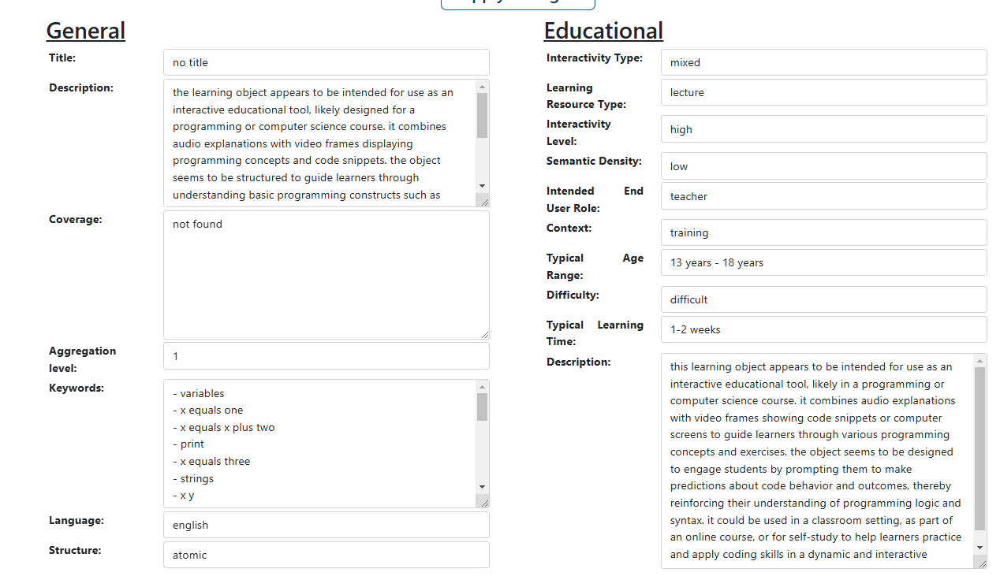 General
Title:
no title
Description:
the learning object appears to be intended for use as an
interactive educational tool, likely designed for a
programming or computer science course. it combines
audio explanations with video frames displaying
programming concepts and code snippets. the object
seems to be structured to guide learners through
understanding basic programming constructs such as
Coverage:
not found
Aggregation
level:
1
Keywords:
- variables
- x equals one
- x equals x plus two
- print
- x equals three
- strings
- x y
Language:
english
Structure:
atomic
Educational
Interactivity Type:
mixed
Learning
Resource Type:
lecture
Interactivity
Level:
high
Semantic Density:
low
Intended End
User Role:
teacher
Context:
training
Typical Age
Range:
13 years - 18 years
Difficulty:
difficult
Typical Learning
Time:
1-2 weeks
Description:
this learning object appears to be intended for use as an
interactive educational tool, likely in a programming or
computer science course. it combines audio explanations
with video frames showing code snippets or computer
screens to guide learners through various programming
concepts and exercises. the object seems to be designed
to engage students by prompting them to make
predictions about code behavior and outcomes, thereby
reinforcing their understanding of programming logic and
syntax. it could be used in a classroom setting, as part of
an online course, or for self-study to help learners practice
and apply coding skills in a dynamic and interactive